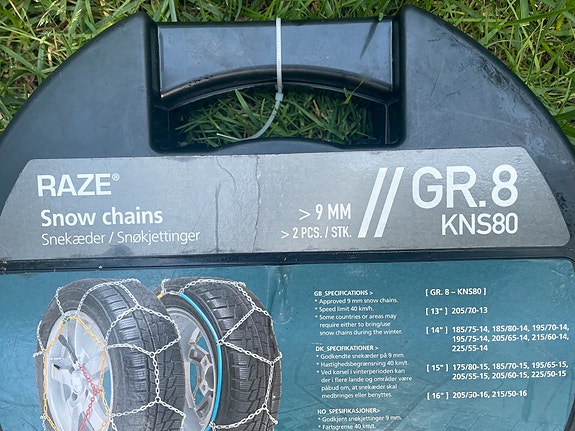 RAZE®
Snow chains
Snekæder / Snøkjettinger
> 9 MM
> 2 PCS. / STK.
// GR.8
KNS80
GB_SPECIFICATIONS >
* Approved 9 mm snow chains.
* Speed limit 40 km/h.
* Some countries or areas may
require either to bring/use
snow chains during the winter.
DK_SPECIFIKATIONER >
* Godkendte snekæder på 9 mm.
* Hastighedsbegrænsning 40 km/t.
* Ved kørsel i vinterperioden kan
der i flere lande og områder være
påbud om, at snekæder skal
medbringes eller benyttes.
NO_SPESIFIKASJONER>
* Godkjent snøkjettinger 9 mm.
* Fartsgrense 40 km/t.
[ GR. 8 – KNS80 ]
[ 13" ] 205/70-13
[ 14" ] 185/75-14, 185/80-14, 195/70-14,
195/75-14, 205/65-14, 215/60-14,
225/55-14
[ 15" ] 175/80-15, 185/70-15, 195/65-15,
205/55-15, 205/60-15, 225/50-15
[ 16" ] 205/50-16, 215/50-16